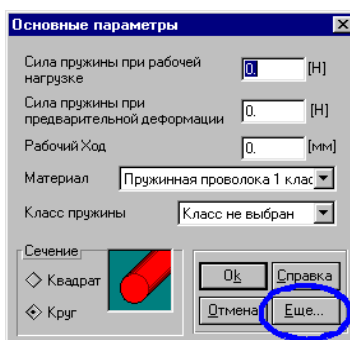 Основные параметры
Сила пружины при рабочей
нагрузке
0.
[Н]
Сила пружины при
предварительной деформации
0.
[Н]
Рабочий Ход
0.
[мм]
Материал
Пружинная проволока 1 клас
Класс пружины
Класс не выбран
Сечение
Квадрат
Круг
Ok
Справка
Отмена
Еще...